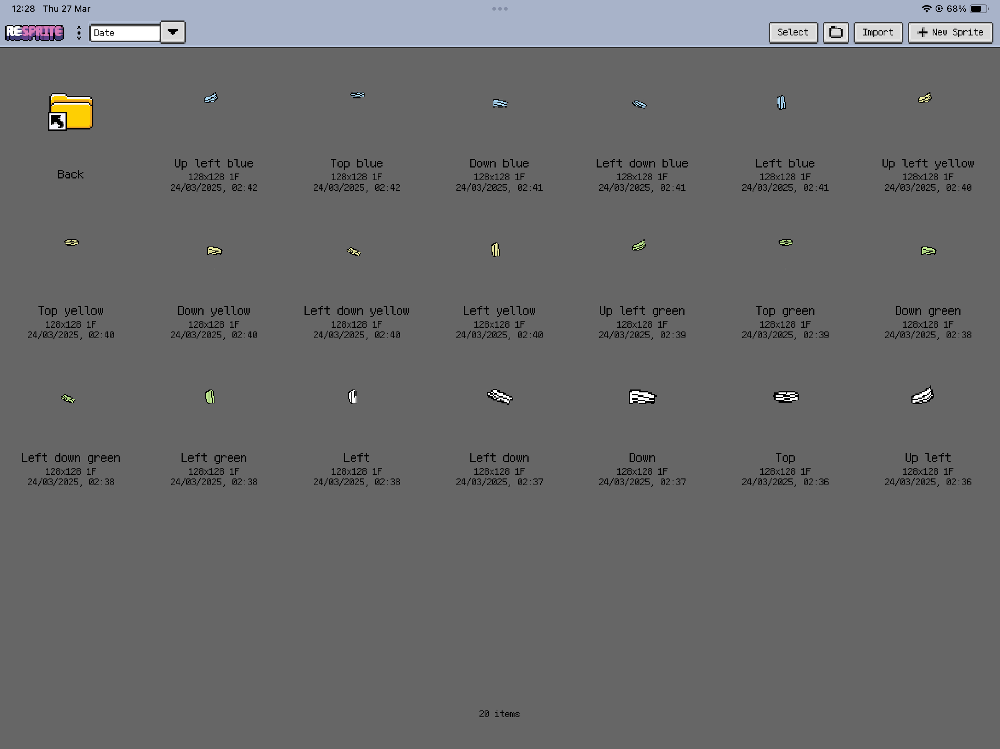 12:28 Thu 27 Mar
68%
RESPRITE
Date
Select
Import
+ New Sprite
Back
Up left blue
128x128 1F
24/03/2025, 02:42
Top blue
128x128 1F
24/03/2025, 02:42
Down blue
128x128 1F
24/03/2025, 02:41
Left down blue
128x128 1F
24/03/2025, 02:41
Left blue
128x128 1F
24/03/2025, 02:41
Up left yellow
128x128 1F
24/03/2025, 02:40
Top yellow
128x128 1F
24/03/2025, 02:40
Down yellow
128x128 1F
24/03/2025, 02:40
Left down yellow
128x128 1F
24/03/2025, 02:40
Left yellow
128x128 1F
24/03/2025, 02:40
Up left green
128x128 1F
24/03/2025, 02:39
Top green
128x128 1F
24/03/2025, 02:39
Down green
128x128 1F
24/03/2025, 02:38
Left down green
128x128 1F
24/03/2025, 02:38
Left green
128x128 1F
24/03/2025, 02:38
Left
128x128 1F
24/03/2025, 02:38
Left down
128x128 1F
24/03/2025, 02:37
Down
128x128 1F
24/03/2025, 02:37
Top
128x128 1F
24/03/2025, 02:36
Up left
128x128 1F
24/03/2025, 02:36
20 items